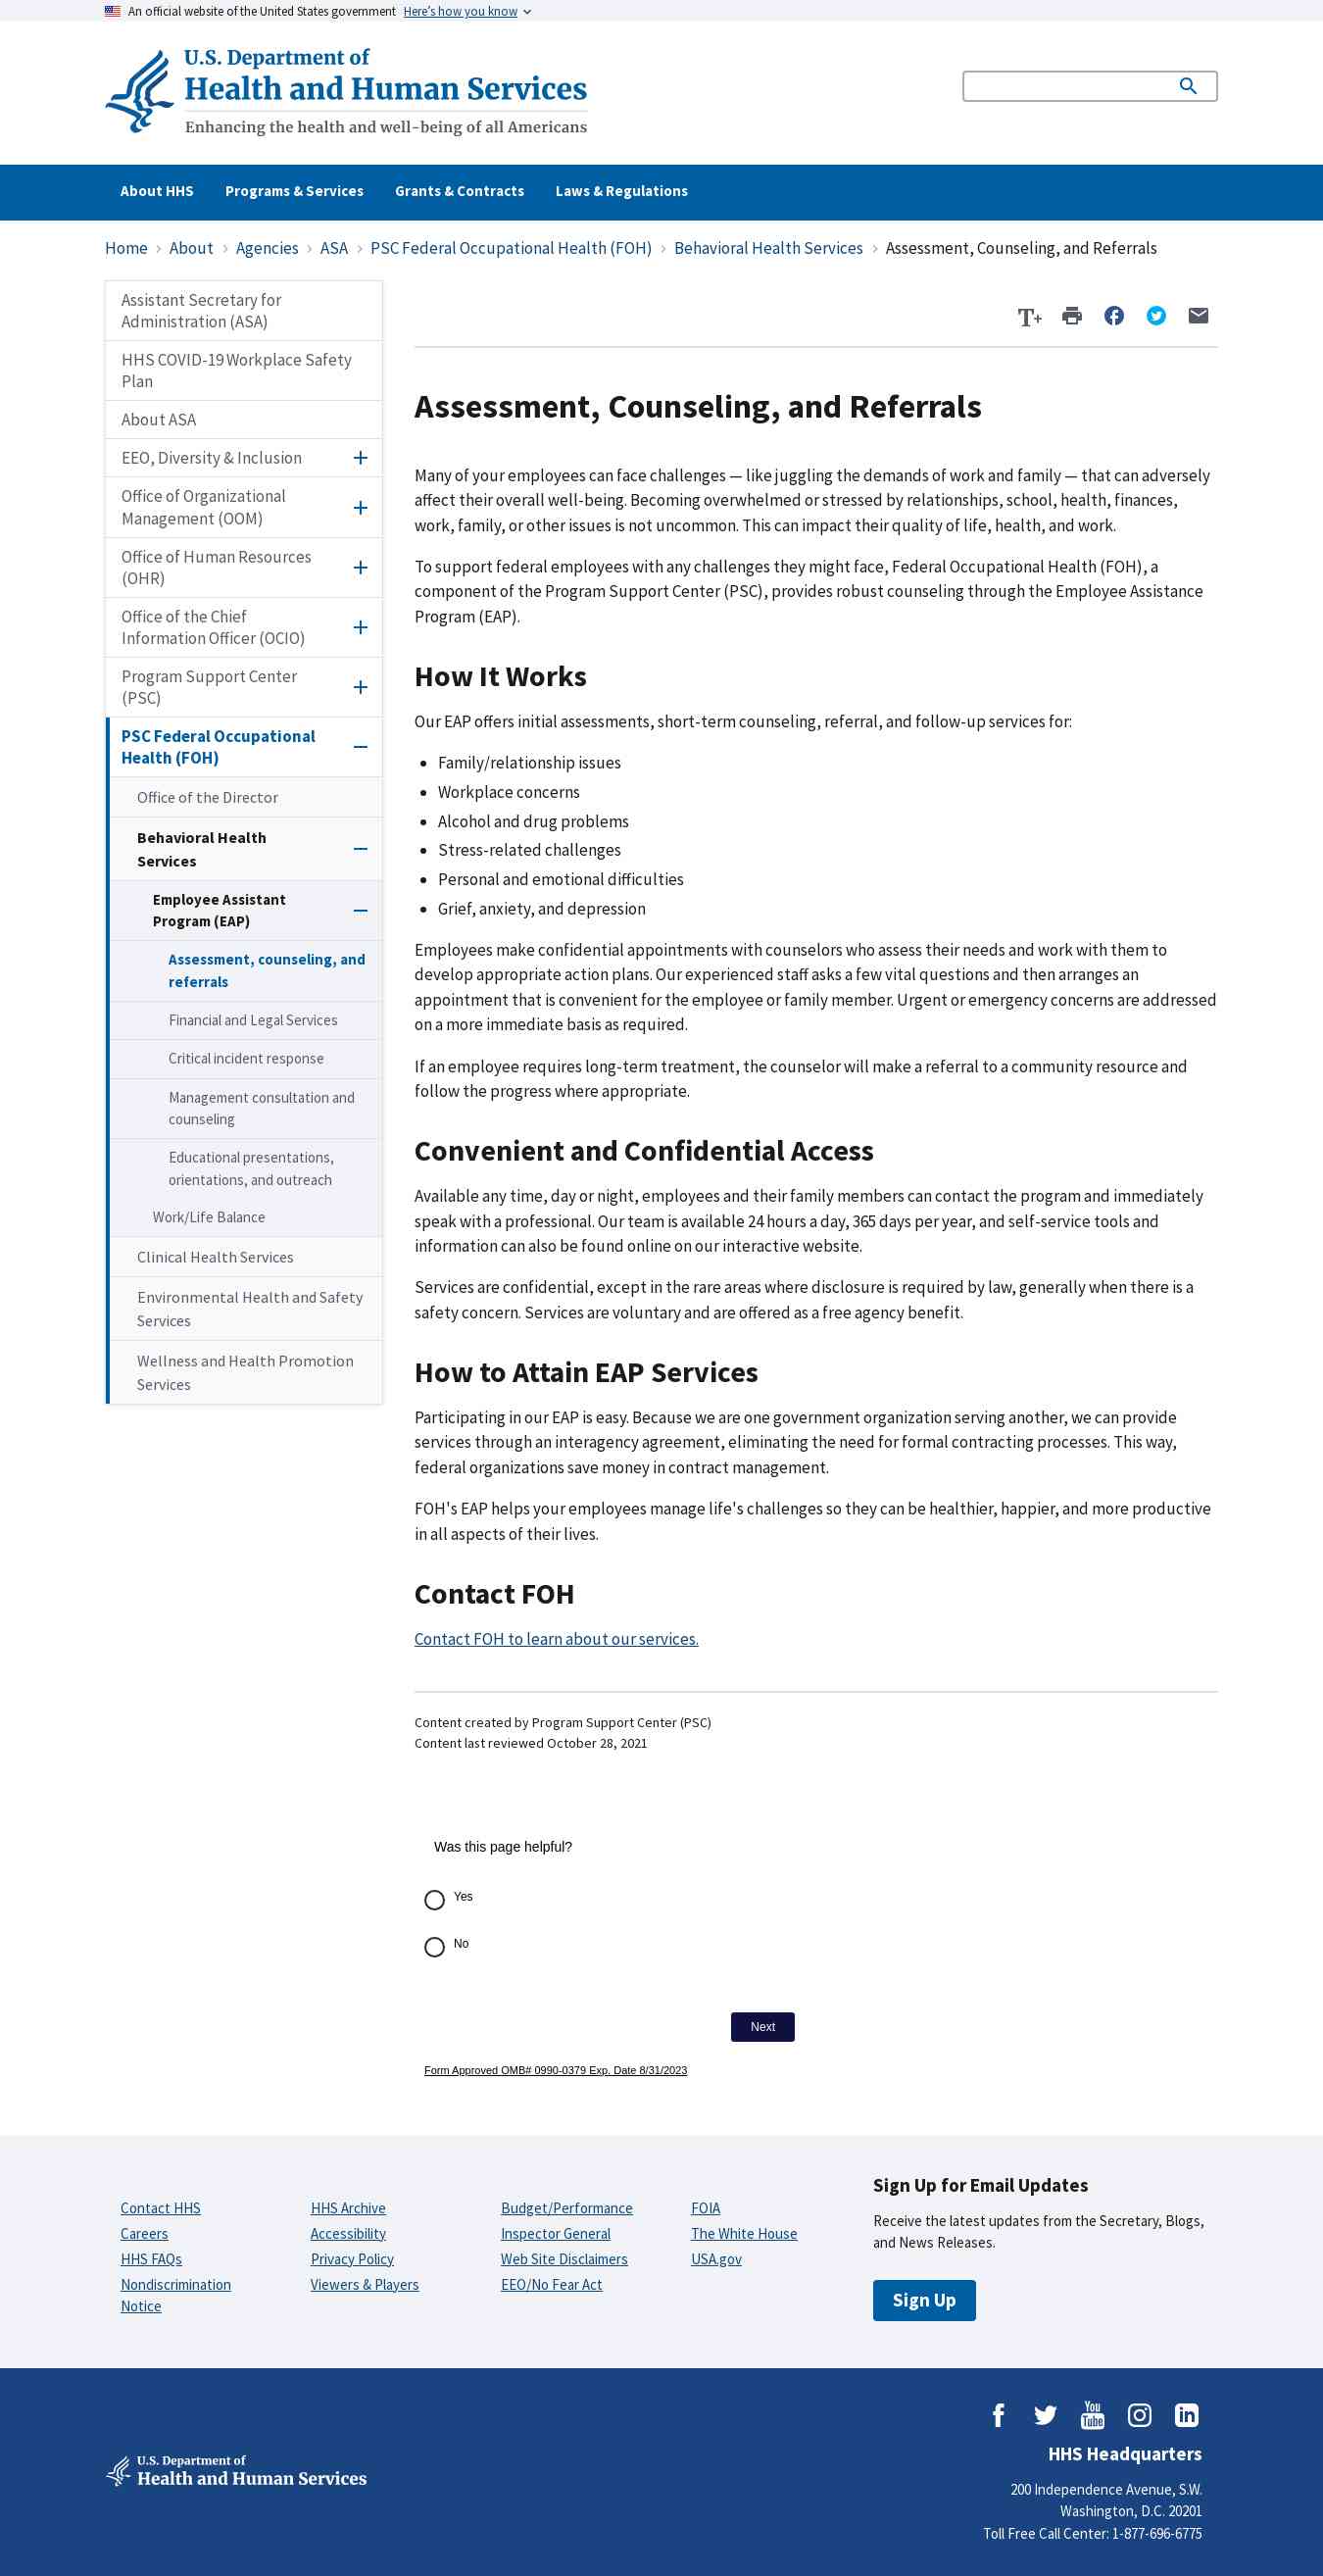 An official website of the United States government Here's how you know
U.S. Department of
Health and Human Services
Enhancing the health and well-being of all Americans
About HHS Programs & Services Grants & Contracts Laws & Regulations
Home › About › Agencies › ASA › PSC Federal Occupational Health (FOH) › Behavioral Health Services › Assessment, Counseling, and Referrals
Assistant Secretary for
Administration (ASA)
HHS COVID-19 Workplace Safety
Plan
About ASA
EEO, Diversity & Inclusion
Office of Organizational
Management (OOM)
Office of Human Resources
(OHR)
Office of the Chief
Information Officer (OCIO)
Program Support Center
(PSC)
PSC Federal Occupational
Health (FOH)
Office of the Director
Behavioral Health
Services
Employee Assistant
Program (EAP)
Assessment, counseling, and
referrals
Financial and Legal Services
Critical incident response
Management consultation and
counseling
Educational presentations,
orientations, and outreach
Work/Life Balance
Clinical Health Services
Environmental Health and Safety
Services
Wellness and Health Promotion
Services
T+
Assessment, Counseling, and Referrals
Many of your employees can face challenges — like juggling the demands of work and family — that can adversely
affect their overall well-being. Becoming overwhelmed or stressed by relationships, school, health, finances,
work, family, or other issues is not uncommon. This can impact their quality of life, health, and work.
To support federal employees with any challenges they might face, Federal Occupational Health (FOH), a
component of the Program Support Center (PSC), provides robust counseling through the Employee Assistance
Program (EAP).
How It Works
Our EAP offers initial assessments, short-term counseling, referral, and follow-up services for:
• Family/relationship issues
• Workplace concerns
• Alcohol and drug problems
• Stress-related challenges
• Personal and emotional difficulties
• Grief, anxiety, and depression
Employees make confidential appointments with counselors who assess their needs and work with them to
develop appropriate action plans. Our experienced staff asks a few vital questions and then arranges an
appointment that is convenient for the employee or family member. Urgent or emergency concerns are addressed
on a more immediate basis as required.
If an employee requires long-term treatment, the counselor will make a referral to a community resource and
follow the progress where appropriate.
Convenient and Confidential Access
Available any time, day or night, employees and their family members can contact the program and immediately
speak with a professional. Our team is available 24 hours a day, 365 days per year, and self-service tools and
information can also be found online on our interactive website.
Services are confidential, except in the rare areas where disclosure is required by law, generally when there is a
safety concern. Services are voluntary and are offered as a free agency benefit.
How to Attain EAP Services
Participating in our EAP is easy. Because we are one government organization serving another, we can provide
services through an interagency agreement, eliminating the need for formal contracting processes. This way,
federal organizations save money in contract management.
FOH's EAP helps your employees manage life's challenges so they can be healthier, happier, and more productive
in all aspects of their lives.
Contact FOH
Contact FOH to learn about our services.
Content created by Program Support Center (PSC)
Content last reviewed October 28, 2021
Was this page helpful?
Yes
No
Next
Form Approved OMB# 0990-0379 Exp. Date 8/31/2023
Contact HHS
Careers
HHS FAQs
Nondiscrimination
Notice
HHS Archive
Accessibility
Privacy Policy
Viewers & Players
Budget/Performance
Inspector General
Web Site Disclaimers
EEO/No Fear Act
FOIA
The White House
USA.gov
Sign Up for Email Updates
Receive the latest updates from the Secretary, Blogs,
and News Releases.
Sign Up
U.S. Department of
Health and Human Services
You
Tube
in
HHS Headquarters
200 Independence Avenue, S.W.
Washington, D.C. 20201
Toll Free Call Center: 1-877-696-6775